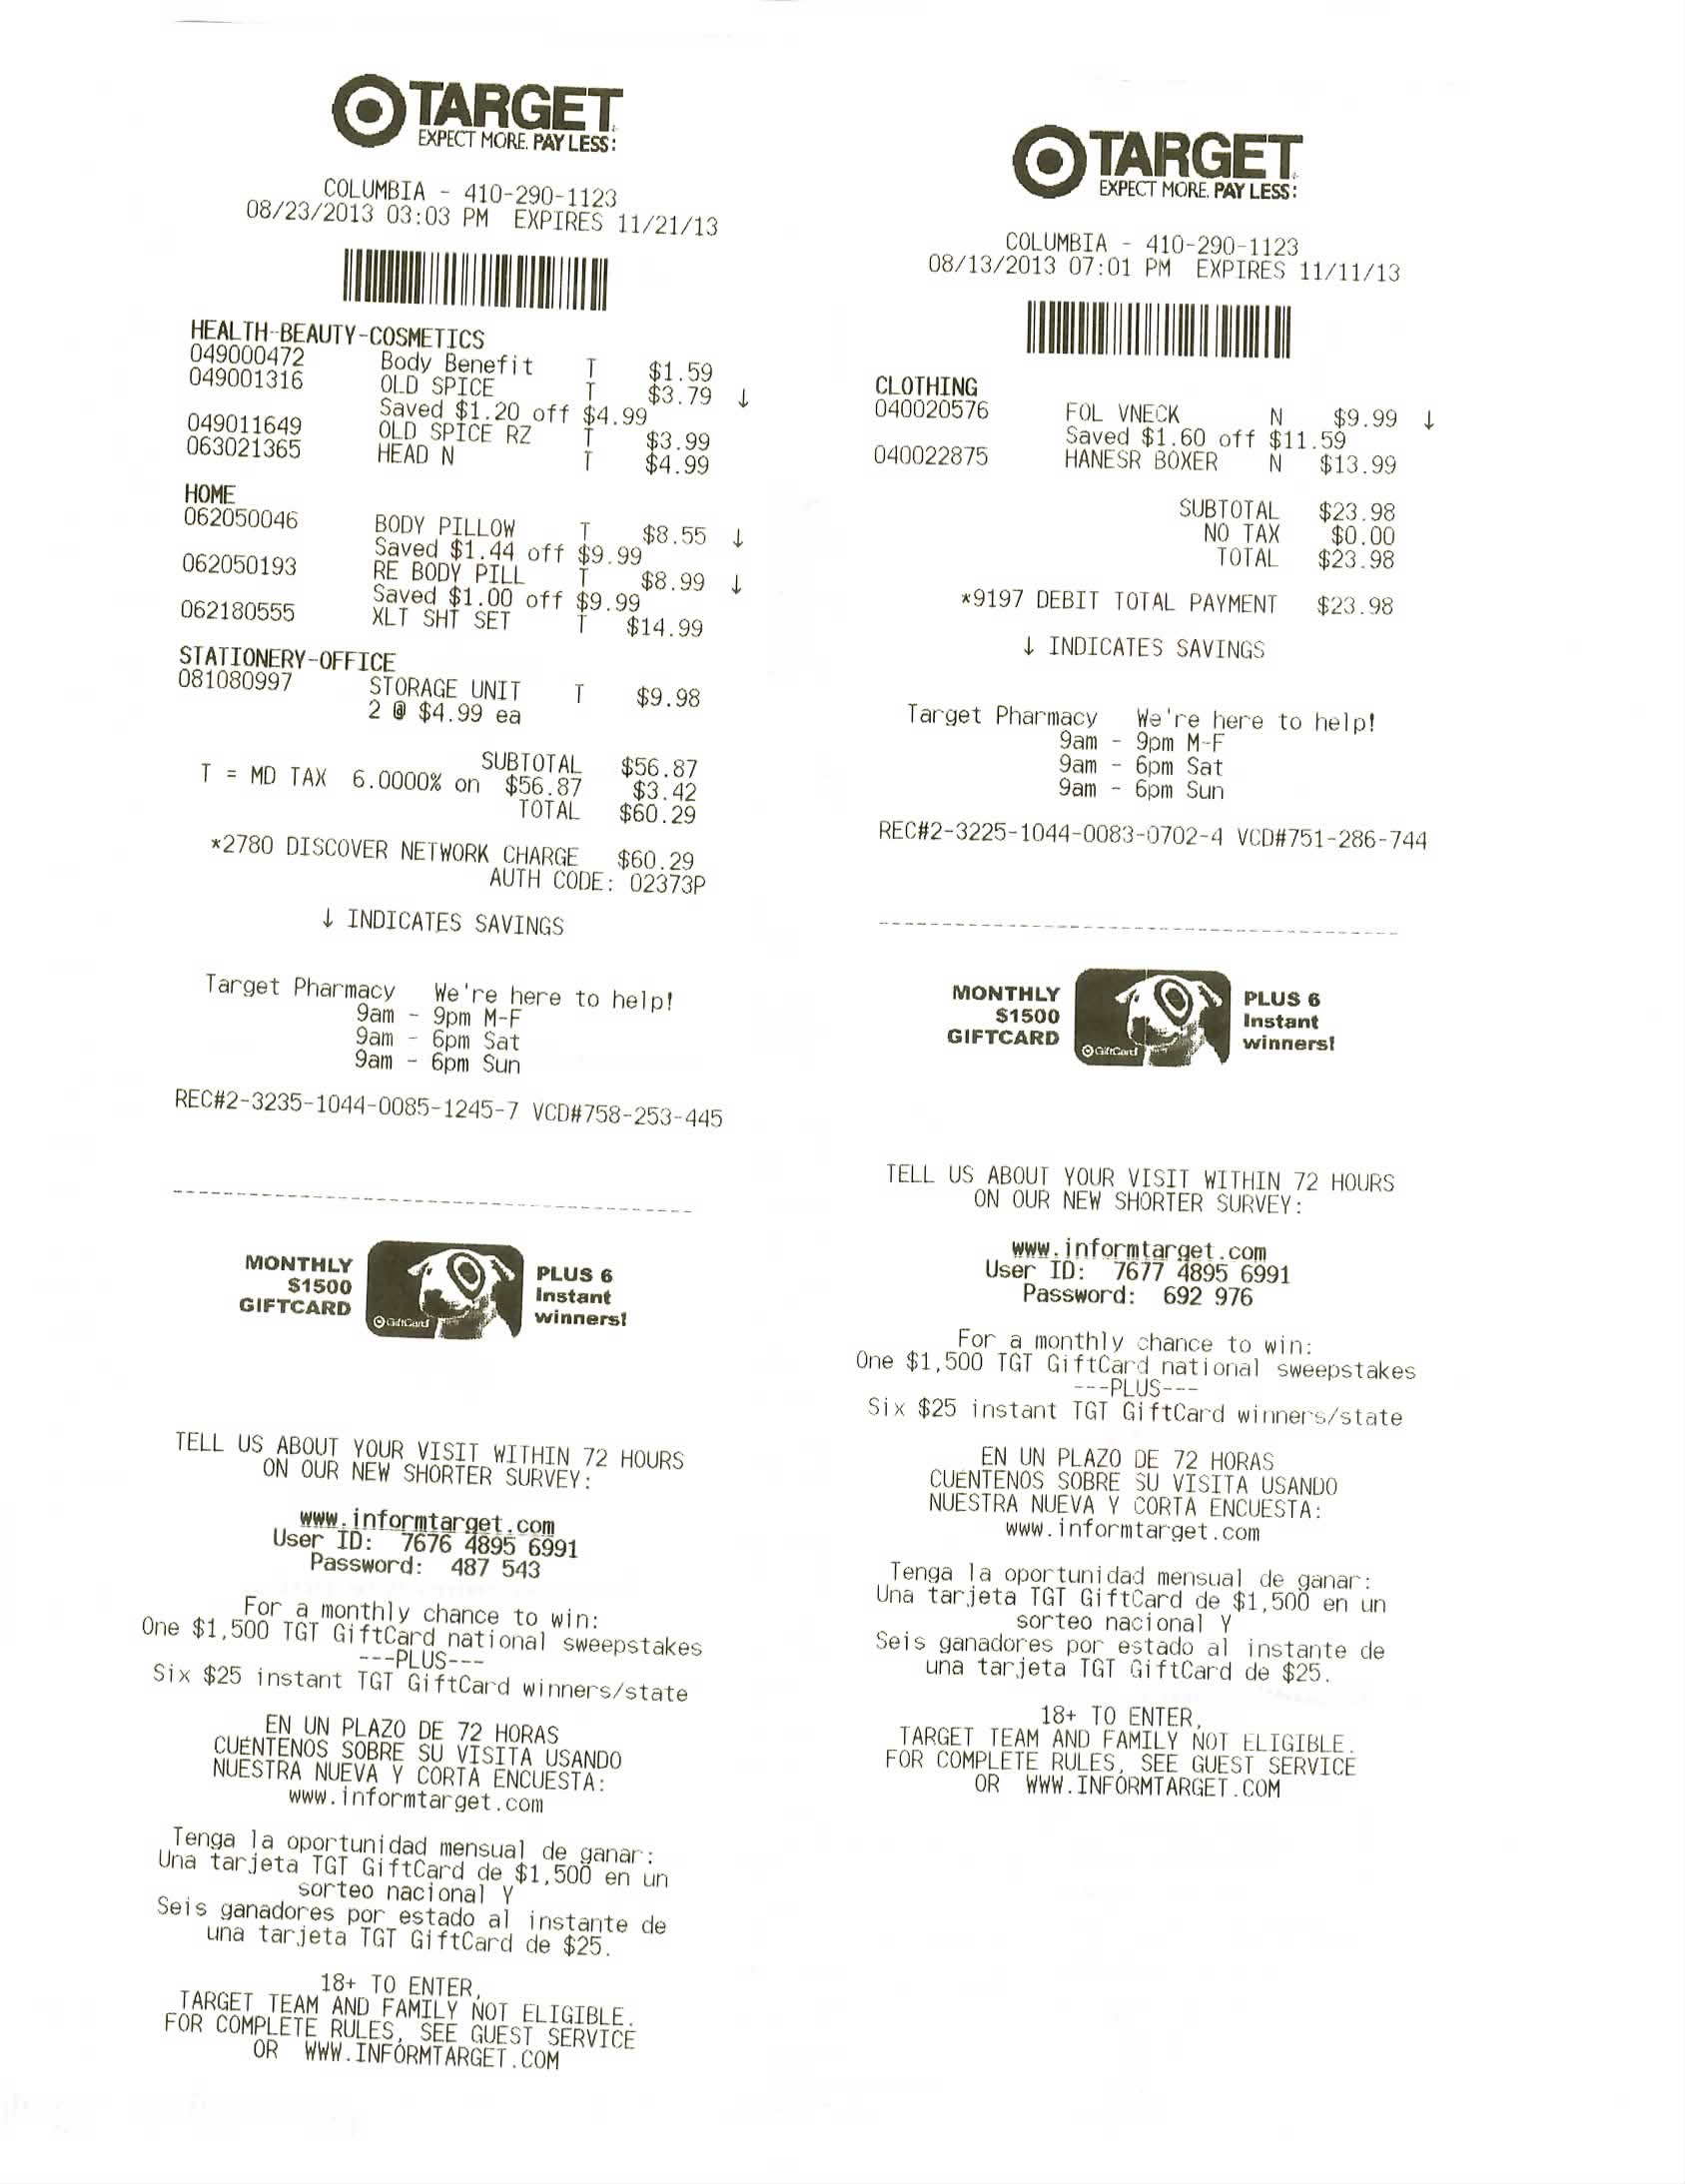 TARGET
EXPECT MORE. PAY LESS.
COLUMBIA - 410-290-1123
08/23/2013 03:03 PM EXPIRES 11/21/13
HEALTH-BEAUTY-COSMETICS
049000472 Body Benefit T $1.59
049001316 OLD SPICE T $3.79 ↓
Saved $1.20 off $4.99
049011649 OLD SPICE RZ T $3.99
063021365 HEAD N T $4.99
HOME
062050046 BODY PILLOW T $8.55 ↓
Saved $1.44 off $9.99
062050193 RE BODY PILL T $8.99 ↓
Saved $1.00 off $9.99
062180555 XLT SHT SET T $14.99
STATIONERY-OFFICE
081080997 STORAGE UNIT T $9.98
2 @ $4.99 ea
SUBTOTAL $56.87
T = MD TAX 6.0000% on $56.87 $3.42
TOTAL $60.29
*2780 DISCOVER NETWORK CHARGE $60.29
AUTH CODE: 02373P
↓ INDICATES SAVINGS
Target Pharmacy We're here to help!
9am - 9pm M-F
9am - 6pm Sat
9am - 6pm Sun
REC#2-3235-1044-0085-1245-7 VCD#758-253-445
MONTHLY
$1500
GIFTCARD
GiftCard
PLUS 6
Instant
winners!
TELL US ABOUT YOUR VISIT WITHIN 72 HOURS
ON OUR NEW SHORTER SURVEY:
www.informtarget.com
User ID: 7676 4895 6991
Password: 487 543
For a monthly chance to win:
One $1,500 TGT GiftCard national sweepstakes
---PLUS---
Six $25 instant TGT GiftCard winners/state
EN UN PLAZO DE 72 HORAS
CUÉNTENOS SOBRE SU VISITA USANDO
NUESTRA NUEVA Y CORTA ENCUESTA:
www.informtarget.com
Tenga la oportunidad mensual de ganar:
Una tarjeta TGT GiftCard de $1,500 en un
sorteo nacional Y
Seis ganadores por estado al instante de
una tarjeta TGT GiftCard de $25.
18+ TO ENTER,
TARGET TEAM AND FAMILY NOT ELIGIBLE.
FOR COMPLETE RULES, SEE GUEST SERVICE
OR WWW.INFORMTARGET.COM
TARGET
EXPECT MORE. PAY LESS.
COLUMBIA - 410-290-1123
08/13/2013 07:01 PM EXPIRES 11/11/13
CLOTHING
040020576 FOL VNECK N $9.99 ↓
Saved $1.60 off $11.59
040022875 HANESR BOXER N $13.99
SUBTOTAL $23.98
NO TAX $0.00
TOTAL $23.98
*9197 DEBIT TOTAL PAYMENT $23.98
↓ INDICATES SAVINGS
Target Pharmacy We're here to help!
9am - 9pm M-F
9am - 6pm Sat
9am - 6pm Sun
REC#2-3225-1044-0083-0702-4 VCD#751-286-744
MONTHLY
$1500
GIFTCARD
GiftCard
PLUS 6
Instant
winners!
TELL US ABOUT YOUR VISIT WITHIN 72 HOURS
ON OUR NEW SHORTER SURVEY:
www.informtarget.com
User ID: 7677 4895 6991
Password: 692 976
For a monthly chance to win:
One $1,500 TGT GiftCard national sweepstakes
---PLUS---
Six $25 instant TGT GiftCard winners/state
EN UN PLAZO DE 72 HORAS
CUÉNTENOS SOBRE SU VISITA USANDO
NUESTRA NUEVA Y CORTA ENCUESTA:
www.informtarget.com
Tenga la oportunidad mensual de ganar:
Una tarjeta TGT GiftCard de $1,500 en un
sorteo nacional Y
Seis ganadores por estado al instante de
una tarjeta TGT GiftCard de $25.
18+ TO ENTER,
TARGET TEAM AND FAMILY NOT ELIGIBLE.
FOR COMPLETE RULES, SEE GUEST SERVICE
OR WWW.INFORMTARGET.COM